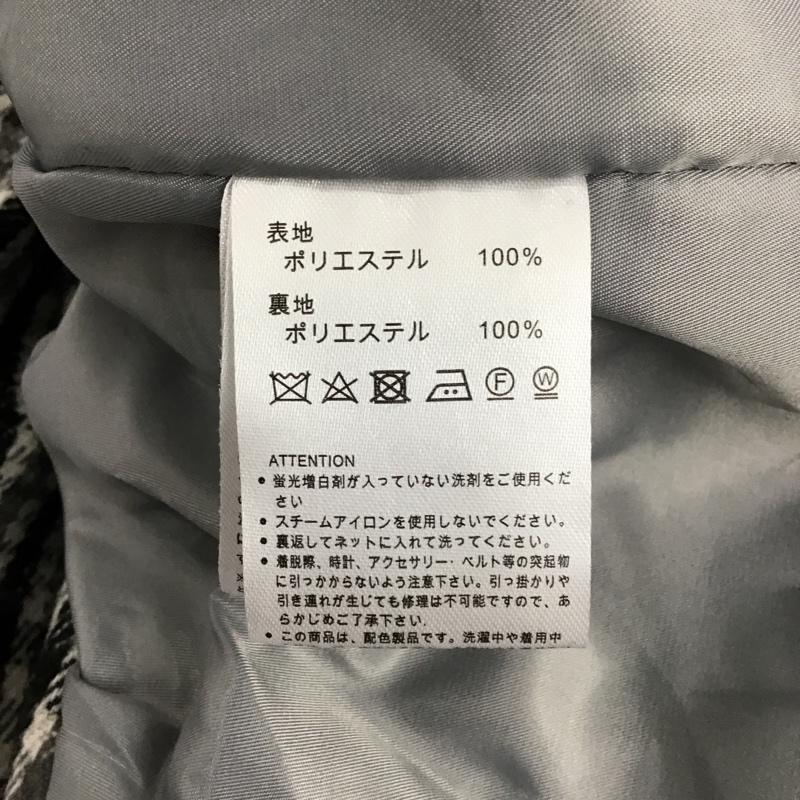 表地
ポリエステル 100%
裏地
ポリエステル 100%
F W
ATTENTION
• 蛍光増白剤が入っていない洗剤をご使用くだ
さい
• スチームアイロンを使用しないでください。
• 裏返してネットに入れて洗ってください。
• 着脱際、時計、アクセサリー・ベルト等の突起物
に引っかからないよう注意下さい。引っ掛かりや
引き連れが生じても修理は不可能ですので、あ
らかじめご了承下さい.
• この商品は、配色製品です。洗濯中や着用中